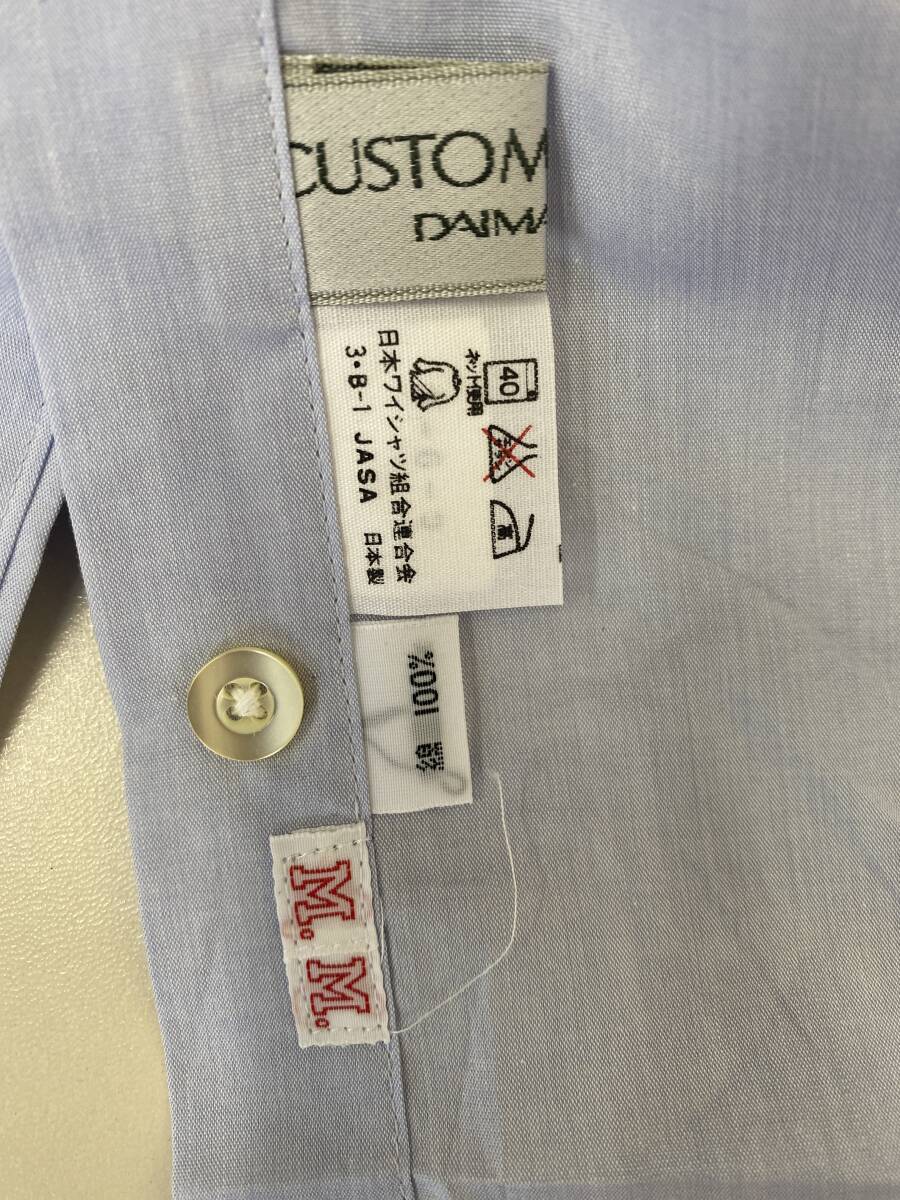 CUSTOM
DAIMA
40
ネット使用
高
日本ワイシャツ組合連合会
3・B-1 JASA 日本製
綿 100%
M. M.